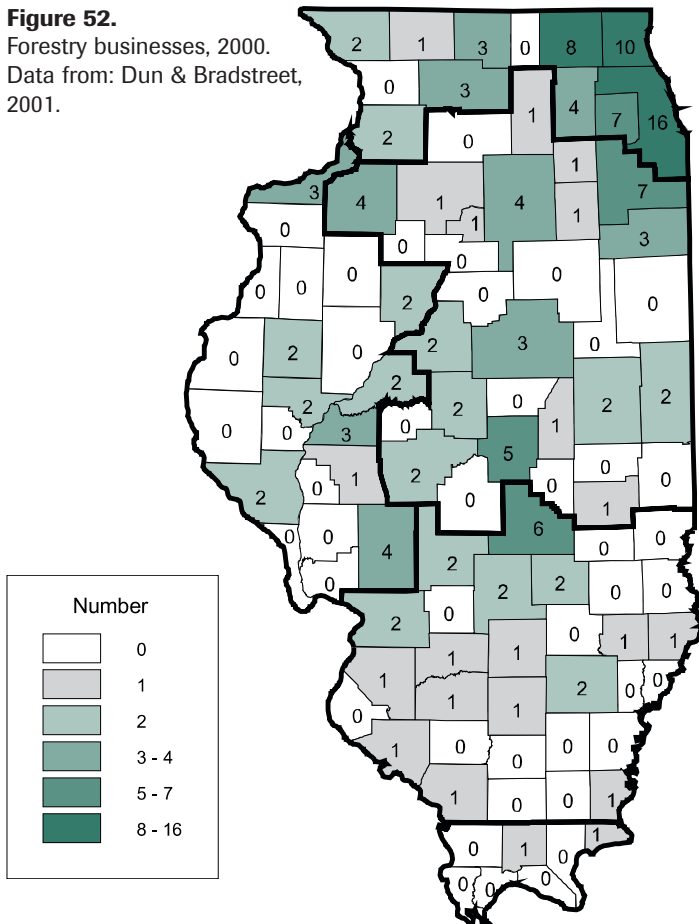 Figure 52.
Forestry businesses, 2000.
Data from: Dun & Bradstreet,
2001.
2 1 3 0 8 10
0 3
1 4 7 16
2 0
1
3 4 1 4 1 7
1
0 0 0 3
0 0 0 0
0 0 2 0 0
2 3 0
0 2 0
2 0 2 2
2 0 2 1
0 0 3 5
2 0 0
2 0 1 0 0 1
0 0 4 6 0 0
0 2 2 2 0 0
2 0
0 1 1
1 1 1
2 0 0
0 1 1
1 0 0 0 0
1 0 0 1
0 1 0 1
0 0 0
Number
0
1
2
3 - 4
5 - 7
8 - 16